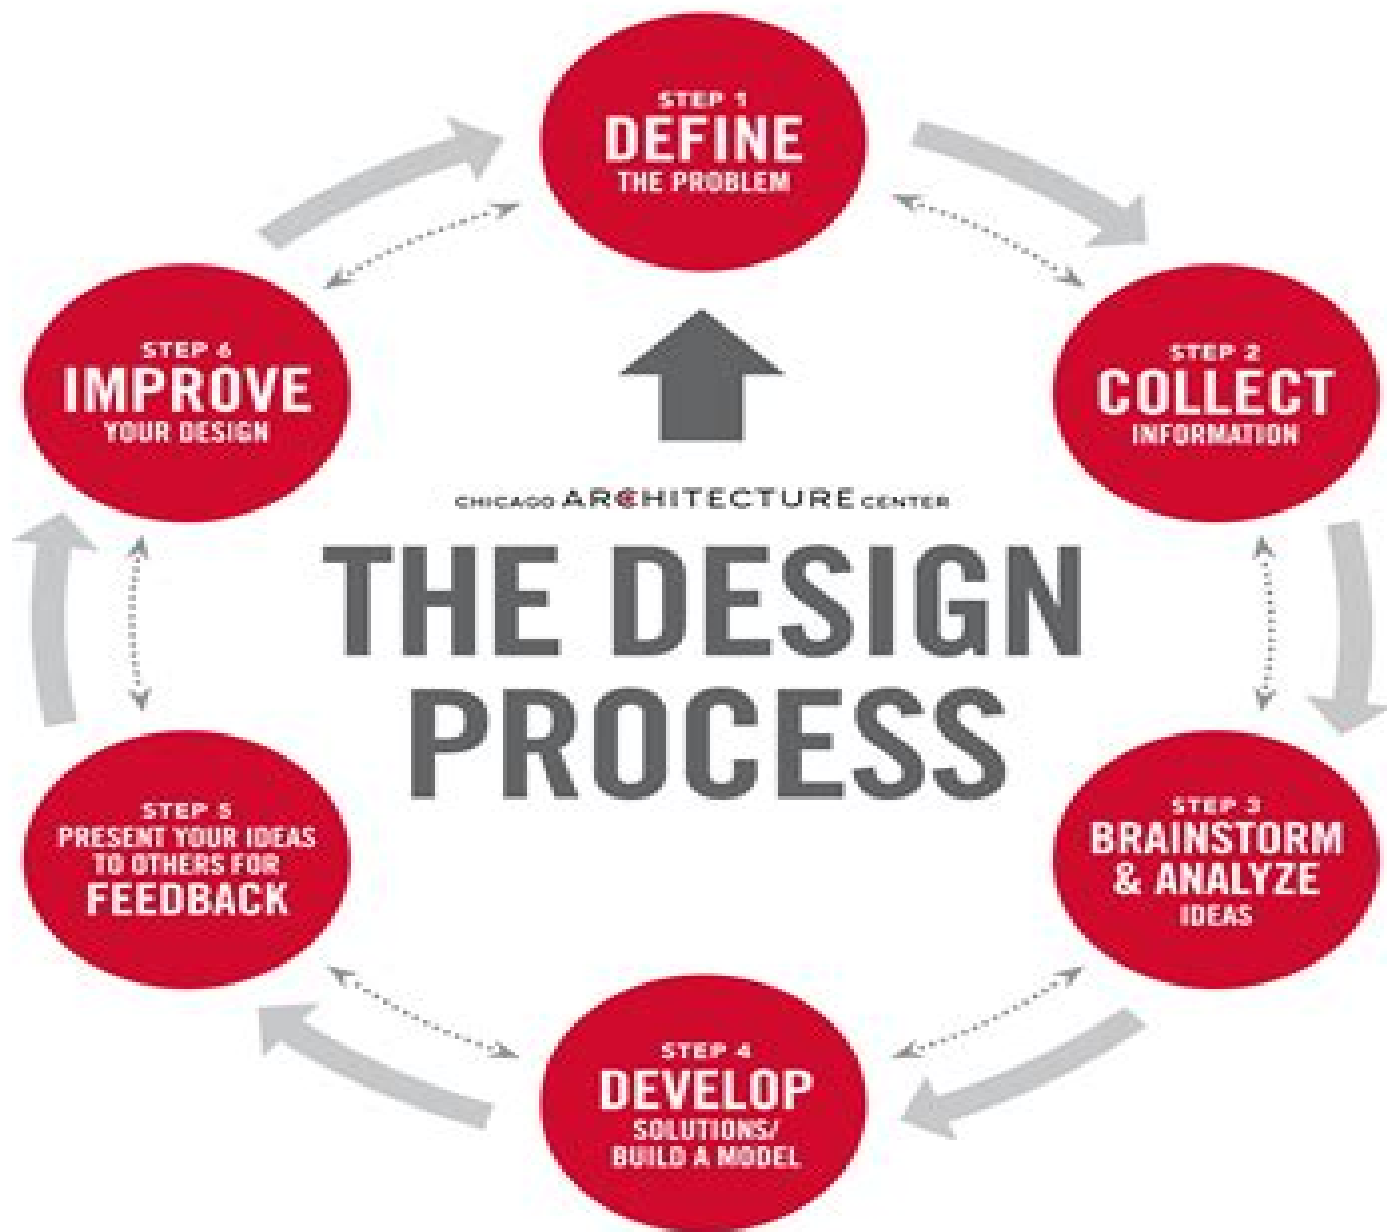 STEP 1
DEFINE
THE PROBLEM
STEP 2
COLLECT
INFORMATION
STEP 3
BRAINSTORM
& ANALYZE
IDEAS
STEP 4
DEVELOP
SOLUTIONS/
BUILD A MODEL
STEP 5
PRESENT YOUR IDEAS
TO OTHERS FOR
FEEDBACK
STEP 6
IMPROVE
YOUR DESIGN
CHICAGO ARCHITECTURE CENTER
THE DESIGN
PROCESS